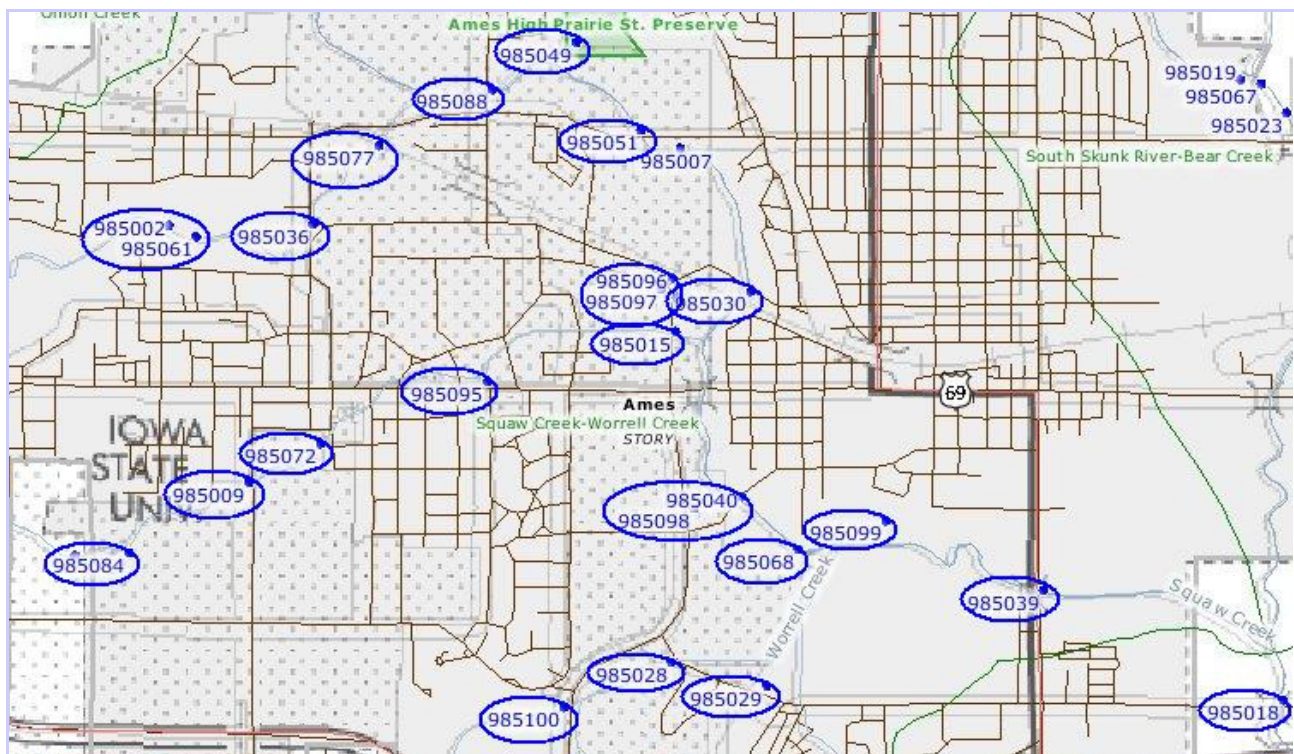 Onion Creek
Ames High Prairie St. Preserve
985049
985019
985067
985023
985088
985051
985007
985077
South Skunk River-Bear Creek
985002
985061
985036
985096
985097
985030
985015
985095
69
Ames
Squaw Creek-Worrell Creek
STORY
IOWA
STATE
UNIV.
985072
985009
985040
985098
985099
985068
985084
985039
Worrell Creek
Squaw Creek
985028
985029
985100
985018